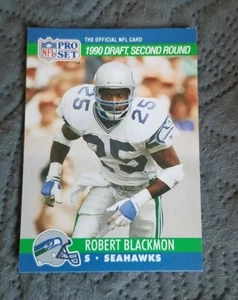 THE OFFICIAL NFL CARD
NFL PRO SET
1990 DRAFT, SECOND ROUND
25
25
ROBERT BLACKMON
S • SEAHAWKS